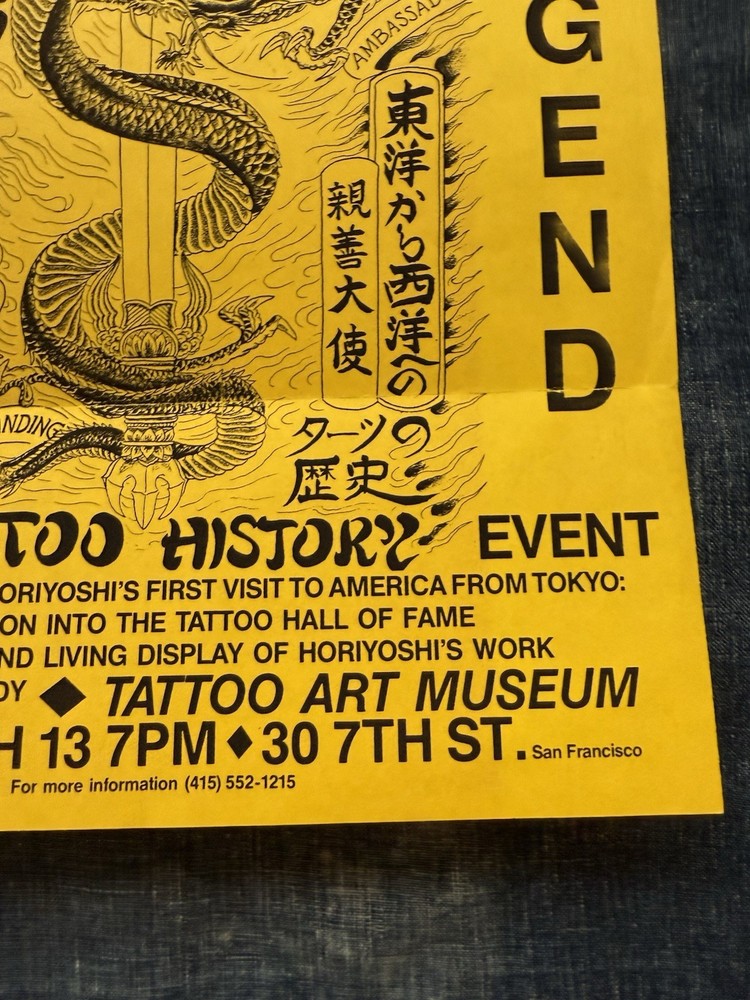 AMBASSAD
GEND
東洋から西洋への
親善大使
ANDING
ターツの
歴史
TOO HISTORY EVENT
ORIYOSHI'S FIRST VISIT TO AMERICA FROM TOKYO:
ON INTO THE TATTOO HALL OF FAME
ND LIVING DISPLAY OF HORIYOSHI'S WORK
DY ◆ TATTOO ART MUSEUM
H 13 7PM ◆ 30 7TH ST. San Francisco
For more information (415) 552-1215